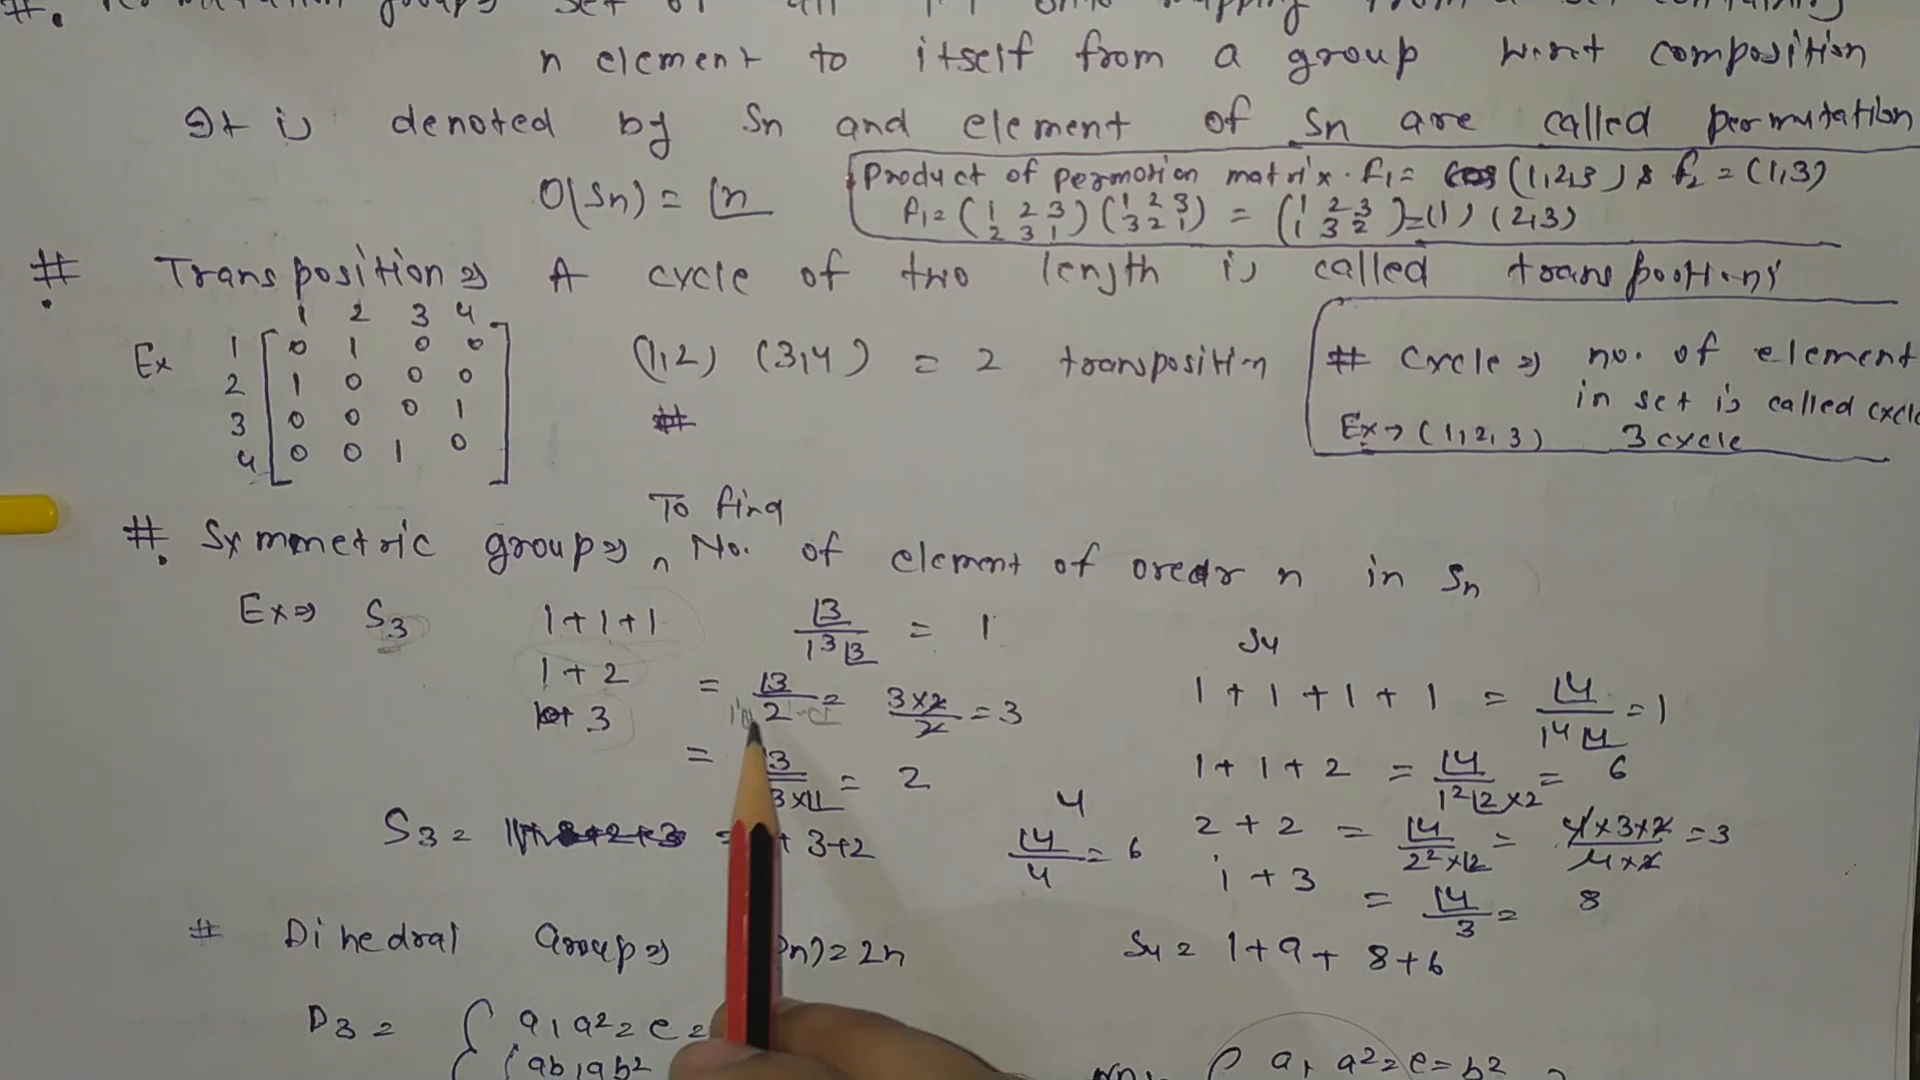 n element to itself from a group w.r.t composition
It is denoted by Sn and element of Sn are called permutation
O(Sn) = ⌊n
Product of permotion matrix. f1 = (1,2,3) & f2 = (1,3)
f1 = (1 2 3 / 2 3 1) (1 2 3 / 3 2 1) = (1 2 3 / 1 3 2) = (1) (2,3)
# Transposition ⇒ A cycle of two length is called
1 2 3 4
Ex 1 [ 0 1 0 0 ]
2 [ 1 0 0 0 ]
3 [ 0 0 0 1 ]
4 [ 0 0 1 0 ]
(1,2) (3,4) = 2 transposition
#
# Cycle ⇒ no. of element
in set is called
Ex → (1,2,3) 3 cycle
To find
#. Symmetric group ⇒ No. of element of n in Sn
Ex ⇒ S3
1+1+1 ⌊3 / 1³⌊3 = 1
1+2 = ⌊3 / 2 = 3×2 / 2 = 3
3 = ⌊3 / 3×⌊1 = 2
S3 = = + 3+2
S4
1+1+1+1 = ⌊4 / 1⁴⌊4 = 1
1+1+2 = ⌊4 / 1²⌊2×2 = 6
2+2 = ⌊4 / 2²×⌊2 = 4×3×2 / 4×2 = 3
1+3 = ⌊4 / 3 = 8
4
⌊4 / 4 = 6
S4 = 1+9+8+6
# Dihedral Group ⇒ n) = 2n
D3 = { a, a² = e =
ab, ab²
{ a, a² = e = b²